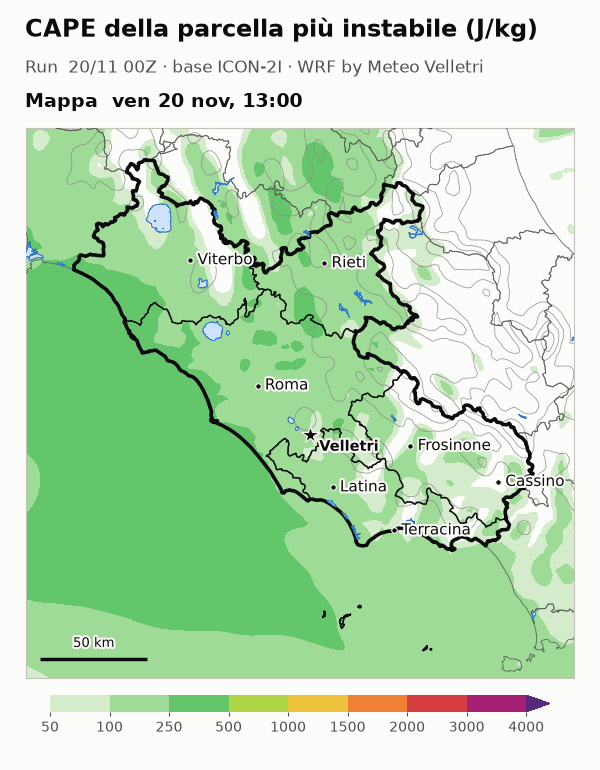 CAPE della parcella più instabile (J/kg)
Run  20/11 00Z · base ICON-2I · WRF by Meteo Velletri
Mappa  ven 20 nov, 13:00
Viterbo
Rieti
Roma
Velletri
Frosinone
Latina
Cassino
Terracina
50 km
50 100 250 500 1000 1500 2000 3000 4000